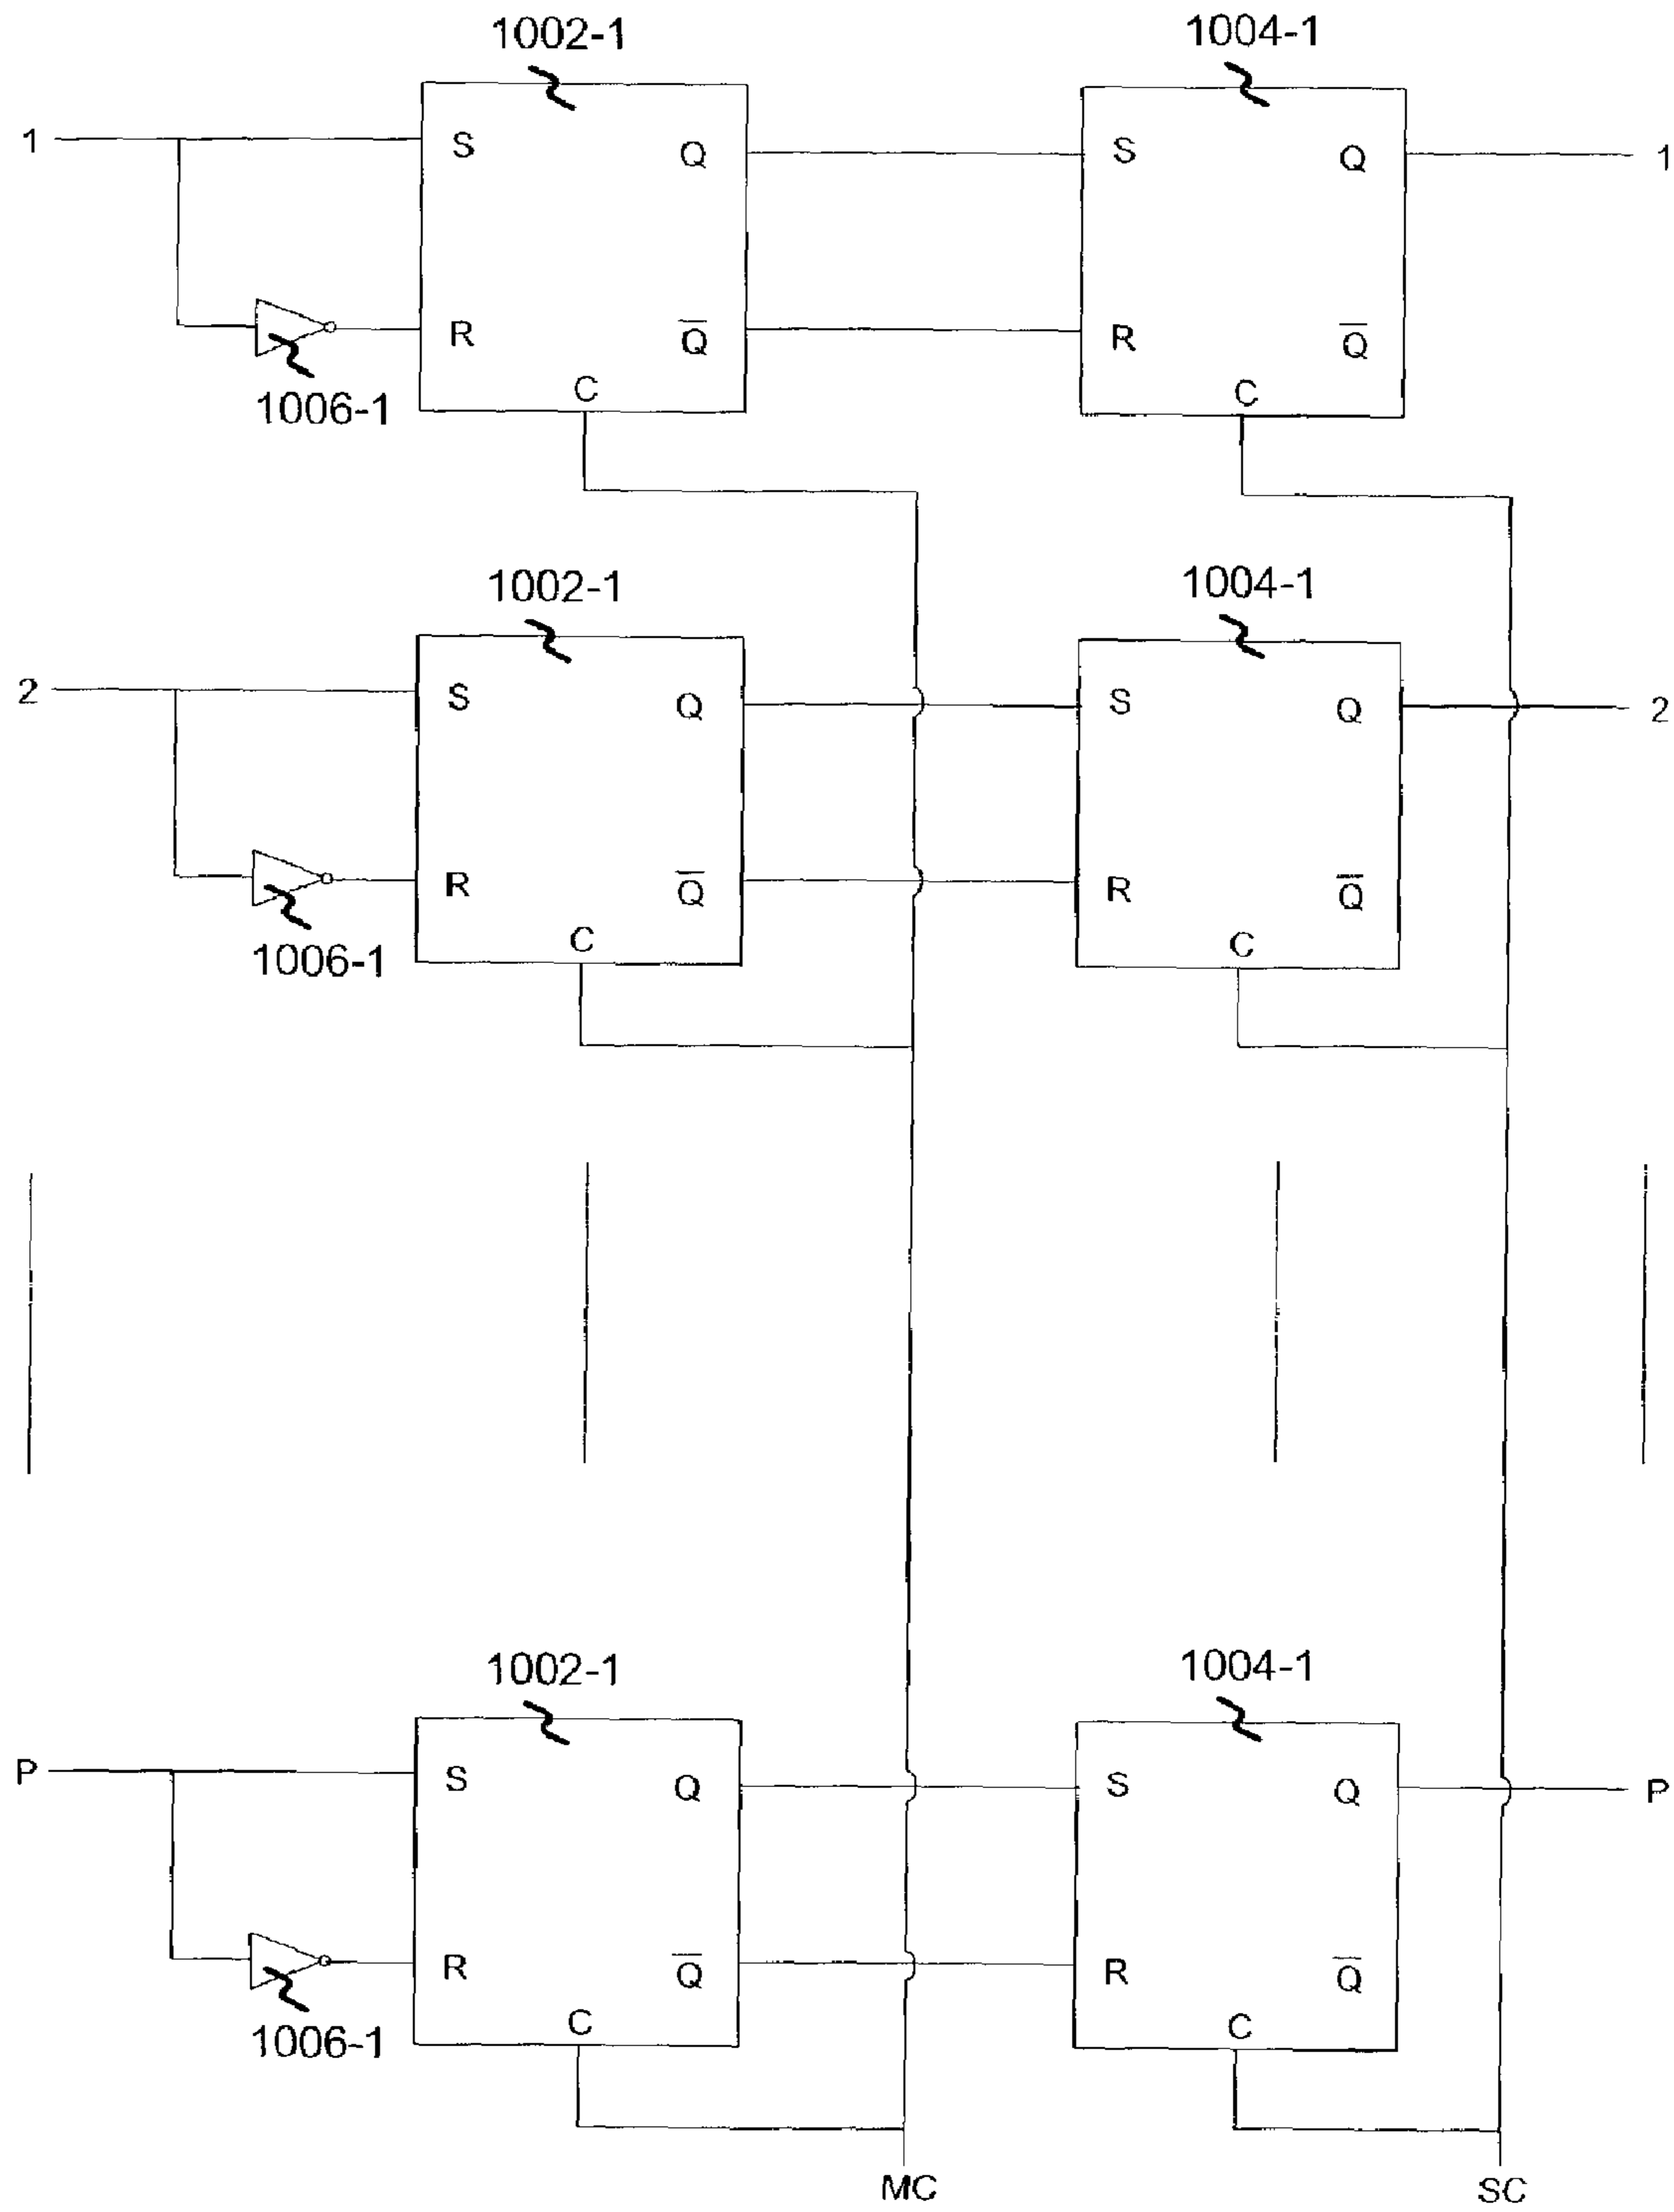 1002-1 1004-1
1 S Q S Q 1
R Q̅ R Q̅
1006-1 C C
1002-1 1004-1
2 S Q S Q 2
R Q̅ R Q̅
1006-1 C C
1002-1 1004-1
P S Q S Q P
R Q̅ R Q̅
1006-1 C C
MC SC